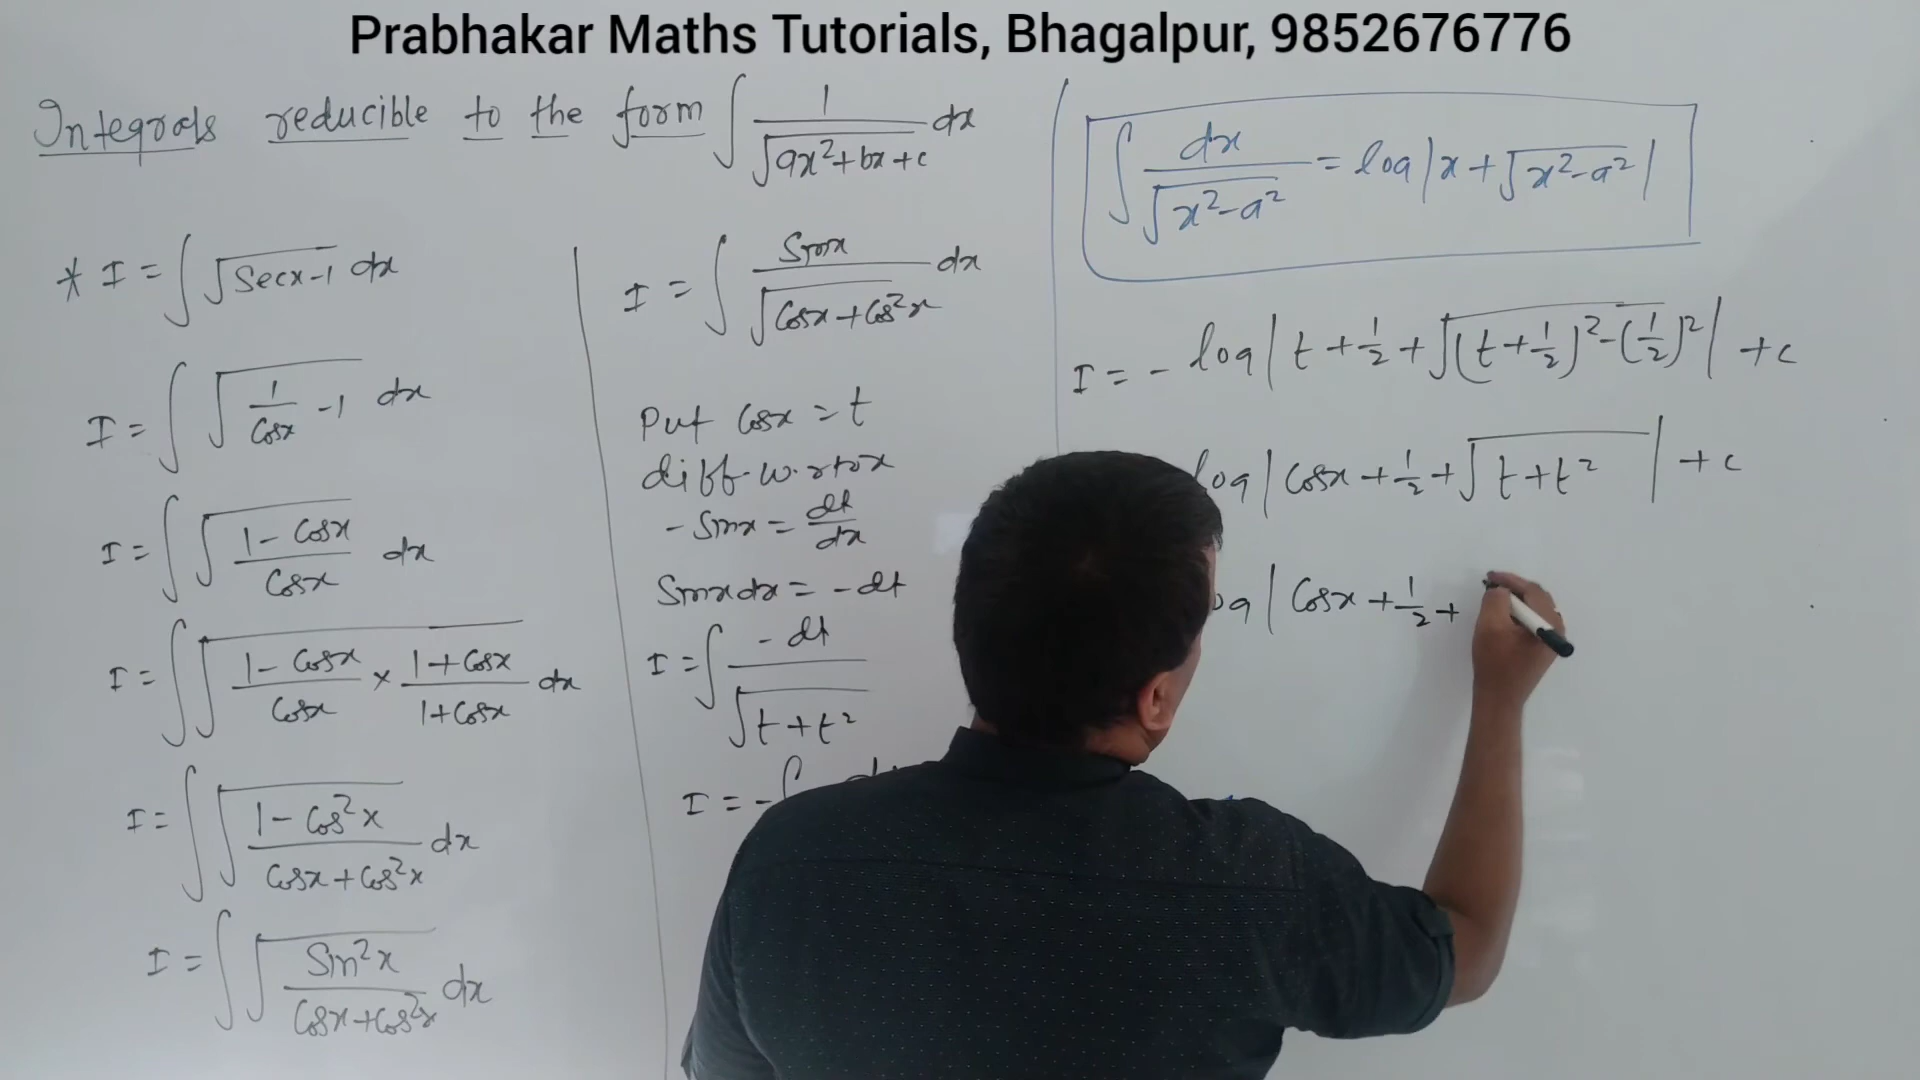 Prabhakar Maths Tutorials, Bhagalpur, 9852676776
Integrals reducible to the form ∫ 1/√(ax²+bx+c) dx
* I = ∫ √(Secx-1) dx
I = ∫ √(1/Cosx -1) dx
I = ∫ √((1-Cosx)/Cosx) dx
I = ∫ √((1-Cosx)/Cosx × (1+Cosx)/(1+Cosx)) dx
I = ∫ √((1-Cos²x)/(Cosx+Cos²x)) dx
I = ∫ √(Sin²x/(Cosx+Cos²x)) dx
I = ∫ Sinx/√(Cosx+Cos²x) dx
Put Cosx = t
diff. w.r.to x
-Sinx = dt/dx
Sinxdx = -dt
I = ∫ -dt/√(t+t²)
I = -∫
∫ dx/√(x²-a²) = log|x+√(x²-a²)|
I = - log|t+1/2+√((t+1/2)²-(1/2)²)| +c
log|Cosx+1/2+√(t+t²)| +c
|Cosx+1/2+